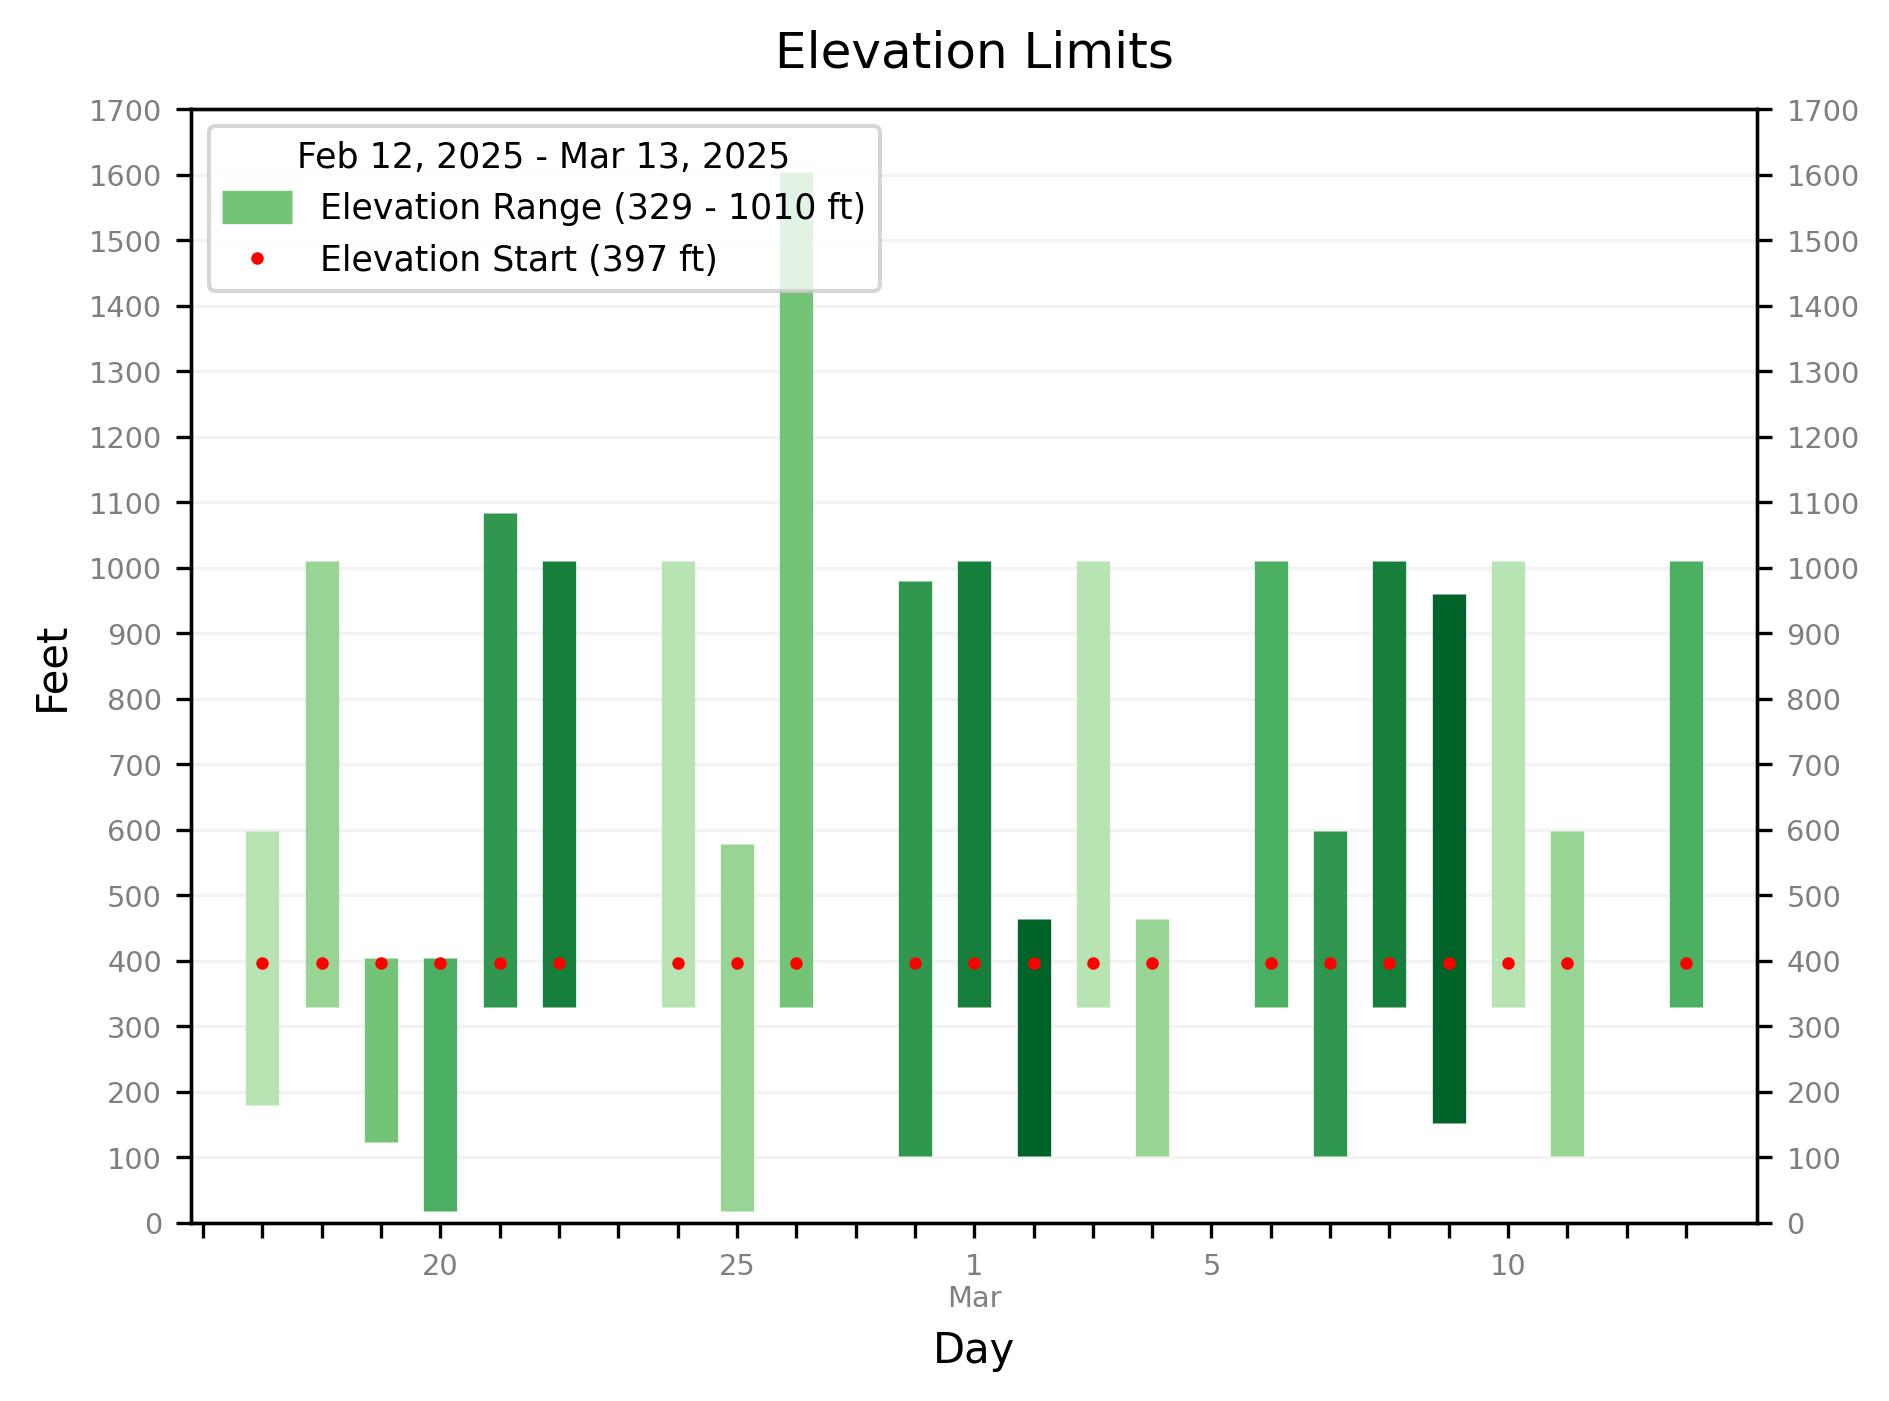 Elevation Limits
Feb 12, 2025 - Mar 13, 2025
Elevation Range (329 - 1010 ft)
Elevation Start (397 ft)
1700 1700
1600 1600
1500 1500
1400 1400
1300 1300
1200 1200
1100 1100
1000 1000
900 900
800 800
700 700
600 600
500 500
400 400
300 300
200 200
100 100
0 0
Feet
20 25 1 5 10
Mar
Day